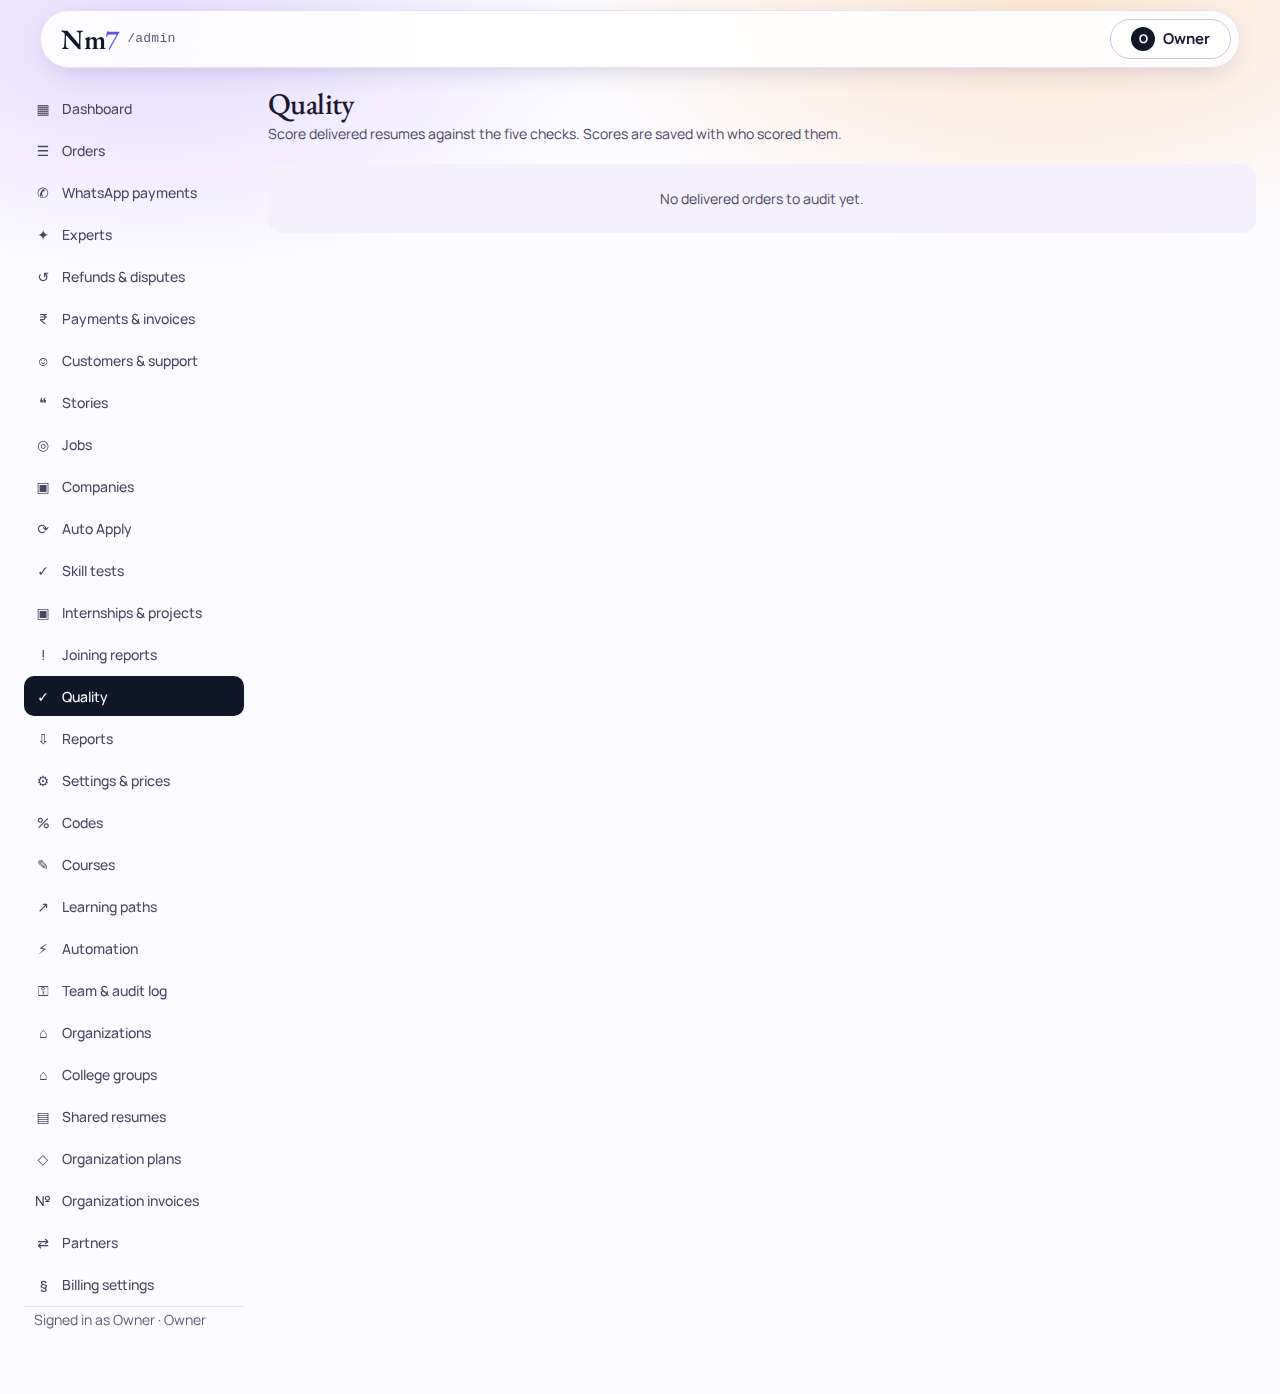 Nm7 /admin
O Owner
Dashboard
Orders
WhatsApp payments
Experts
Refunds & disputes
₹ Payments & invoices
Customers & support
❝ Stories
Jobs
Companies
Auto Apply
✓ Skill tests
Internships & projects
! Joining reports
✓ Quality
Reports
Settings & prices
% Codes
Courses
Learning paths
Automation
Team & audit log
Organizations
College groups
Shared resumes
Organization plans
№ Organization invoices
Partners
§ Billing settings
Signed in as Owner · Owner
Quality
Score delivered resumes against the five checks. Scores are saved with who scored them.
No delivered orders to audit yet.